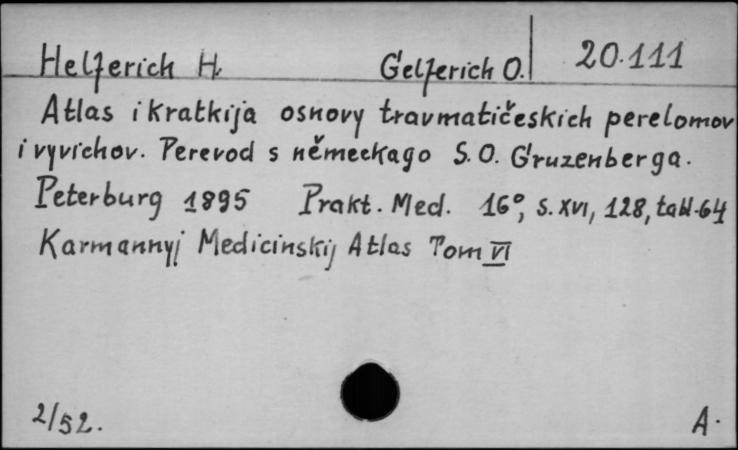 Helferich H. Gelferich O. 20.111
Atlas i kratkija osnovy travmatičeskich perelomov
i vyvichov. Perevod s německago S. O. Gruzenberga.
Peterburg 1895 Prakt. Med. 16°, S. XVI, 128, tabl. 64
Karmannyj Medicinskij Atlas Tom VI
2/52. A.